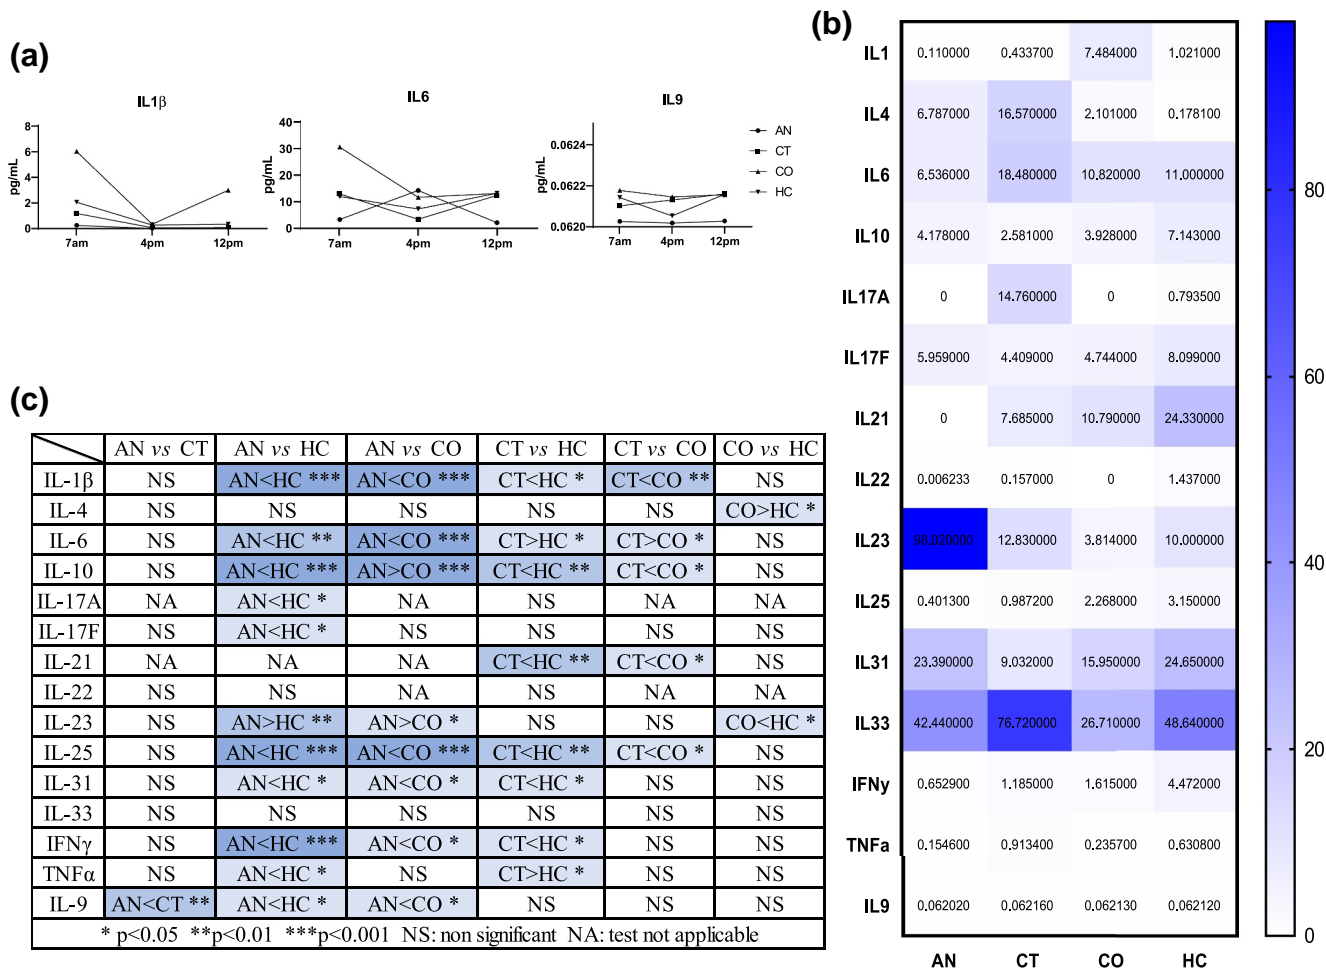 (a)
IL1β
8
6
4
2
0
pg/mL
7am
4pm
12pm
IL6
40
30
20
10
0
pg/mL
7am
4pm
12pm
IL9
0.0624
0.0622
0.0620
pg/mL
7am
4pm
12pm
AN
CT
CO
HC
(b)
IL1 0.110000 0.433700 7.484000 1.021000
IL4 6.787000 16.570000 2.101000 0.178100
IL6 6.536000 18.480000 10.820000 11.000000
IL10 4.178000 2.581000 3.928000 7.143000
IL17A 0 14.760000 0 0.793500
IL17F 5.959000 4.409000 4.744000 8.099000
IL21 0 7.685000 10.790000 24.330000
IL22 0.006233 0.157000 0 1.437000
IL23 98.020000 12.830000 3.814000 10.000000
IL25 0.401300 0.987200 2.268000 3.150000
IL31 23.390000 9.032000 15.950000 24.650000
IL33 42.440000 76.720000 26.710000 48.640000
IFNy 0.652900 1.185000 1.615000 4.472000
TNFa 0.154600 0.913400 0.235700 0.630800
IL9 0.062020 0.062160 0.062130 0.062120
AN CT CO HC
80
60
40
20
0
(c)
AN vs CT AN vs HC AN vs CO CT vs HC CT vs CO CO vs HC
IL-1β NS AN<HC *** AN<CO *** CT<HC * CT<CO ** NS
IL-4 NS NS NS NS NS CO>HC *
IL-6 NS AN<HC ** AN<CO *** CT>HC * CT>CO * NS
IL-10 NS AN<HC *** AN>CO *** CT<HC ** CT<CO * NS
IL-17A NA AN<HC * NA NS NA NA
IL-17F NS AN<HC * NS NS NS NS
IL-21 NA NA NA CT<HC ** CT<CO * NS
IL-22 NS NS NA NS NA NA
IL-23 NS AN>HC ** AN>CO * NS NS CO<HC *
IL-25 NS AN<HC *** AN<CO *** CT<HC ** CT<CO * NS
IL-31 NS AN<HC * AN<CO * CT<HC * NS NS
IL-33 NS NS NS NS NS NS
IFNγ NS AN<HC *** AN<CO * CT<HC * NS NS
TNFα NS AN<HC * NS CT>HC * NS NS
IL-9 AN<CT ** AN<HC * AN<CO * NS NS NS
* p<0.05 **p<0.01 ***p<0.001 NS: non significant NA: test not applicable